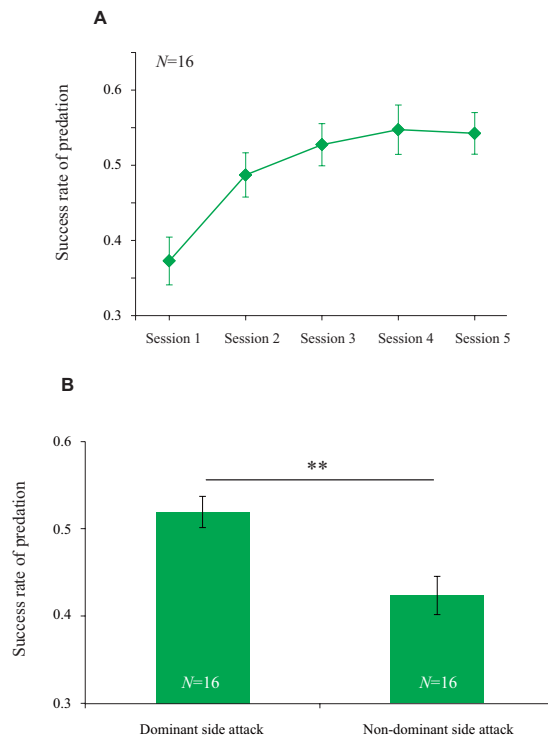 A
N=16
Success rate of predation
0.6
0.5
0.4
0.3
Session 1 Session 2 Session 3 Session 4 Session 5
B
Success rate of predation
0.6
0.5
0.4
0.3
**
N=16 N=16
Dominant side attack Non-dominant side attack